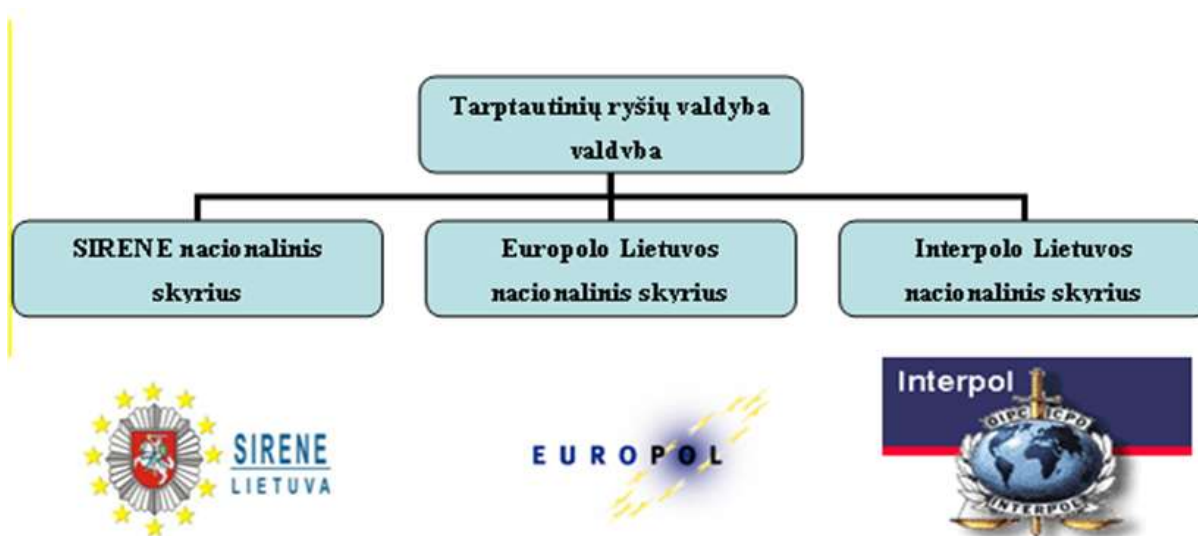 Tarptautinių ryšių valdyba
valdyba
SIRENE nacionalinis
skyrius
Europolo Lietuvos
nacionalinis skyrius
Interpolo Lietuvos
nacionalinis skyrius
SIRENE
LIETUVA
EUROPOL
Interpol
OIPC ICPO
INTERPOL